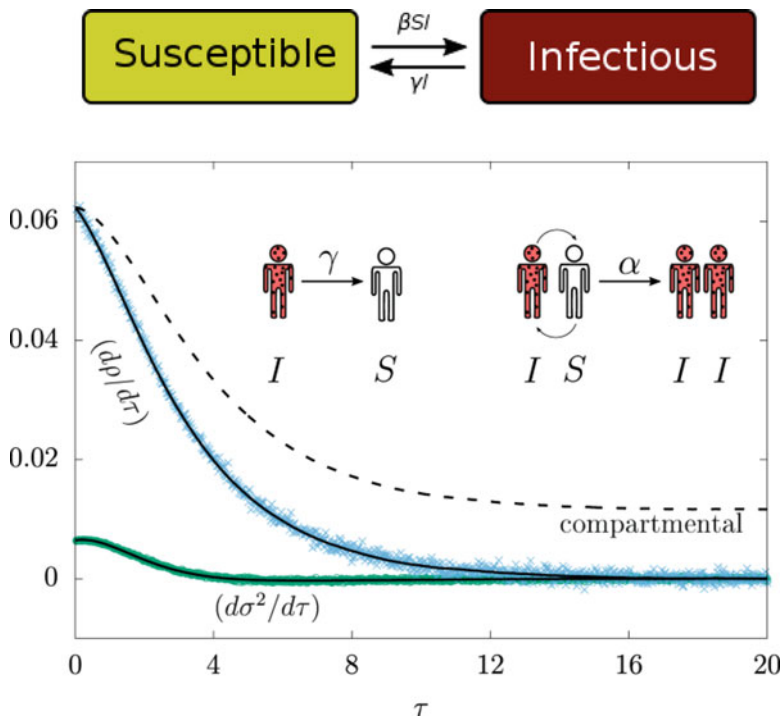 Susceptible
βSI
γI
Infectious
0.06
0.04
0.02
0
(dρ/dτ)
γ
I
S
α
I S
I I
compartmental
(dσ²/dτ)
0
4
8
12
16
20
τ